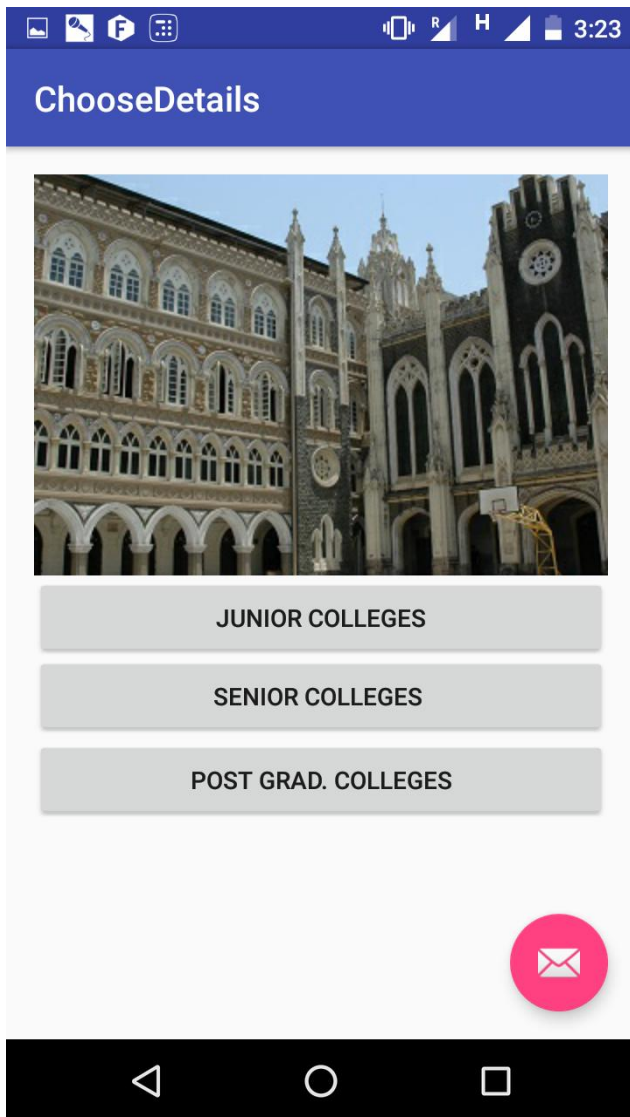 R H 3:23
ChooseDetails
JUNIOR COLLEGES
SENIOR COLLEGES
POST GRAD. COLLEGES